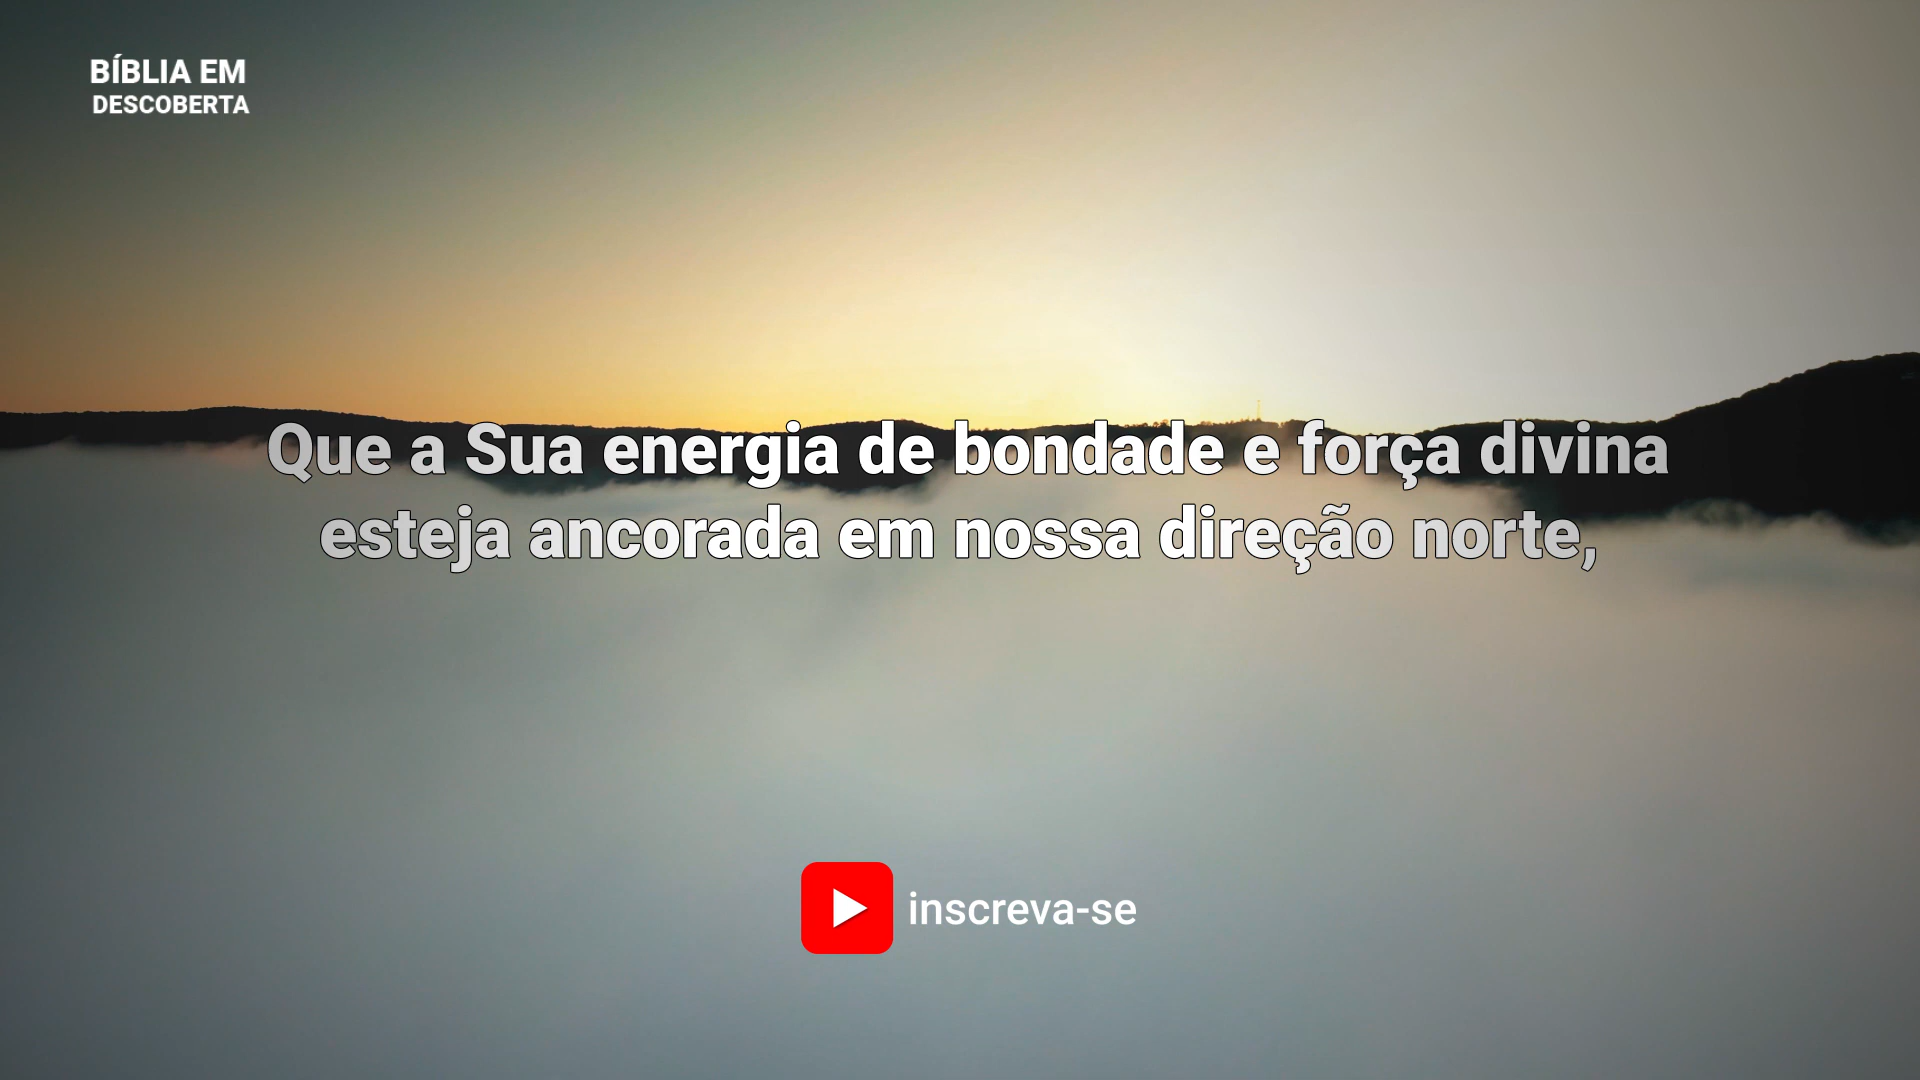 BÍBLIA EM
DESCOBERTA
Que a Sua energia de bondade e força divina
esteja ancorada em nossa direção norte,
inscreva-se